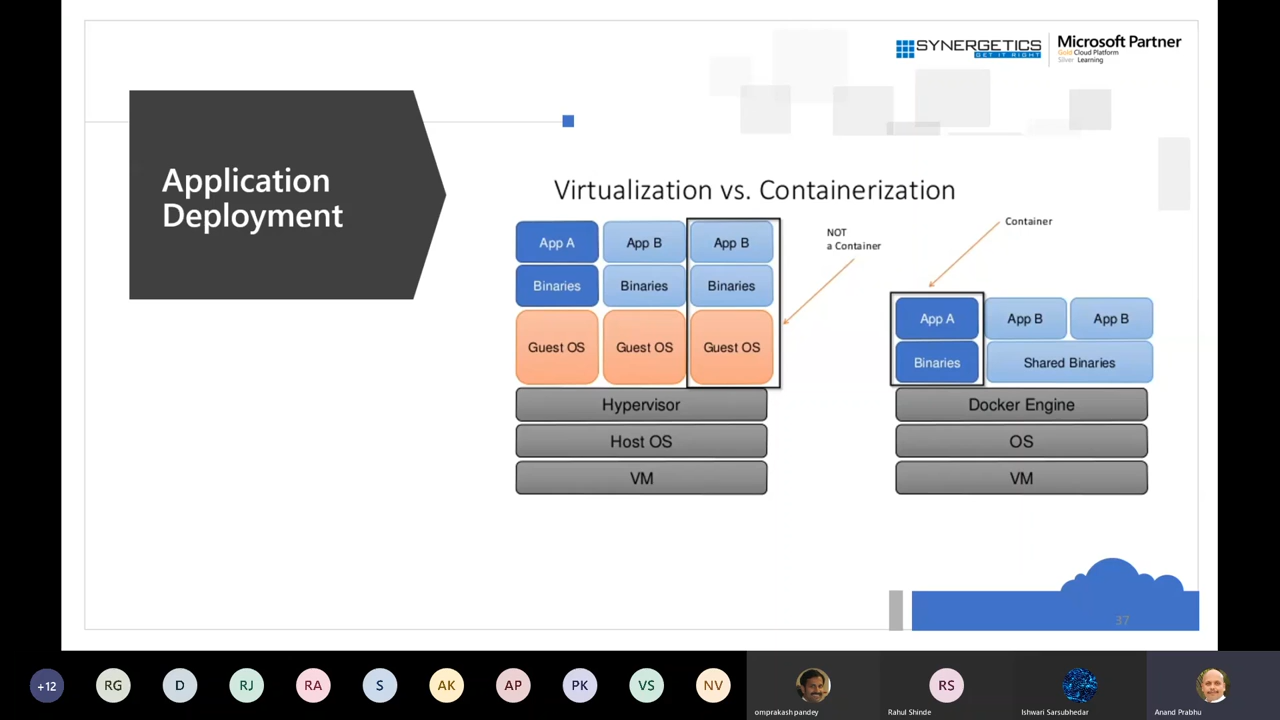 SYNERGETICS
GET IT RIGHT
Microsoft Partner
Gold Cloud Platform
Silver Learning
Application
Deployment
Virtualization vs. Containerization
App A
App B
App B
Binaries
Binaries
Binaries
Guest OS
Guest OS
Guest OS
Hypervisor
Host OS
VM
NOT
a Container
Container
App A
App B
App B
Binaries
Shared Binaries
Docker Engine
OS
VM
37
+12
RG
D
RJ
RA
S
AK
AP
PK
VS
NV
omprakash pandey
RS
Rahul Shinde
Ishwari Sarsubhedar
Anand Prabhu